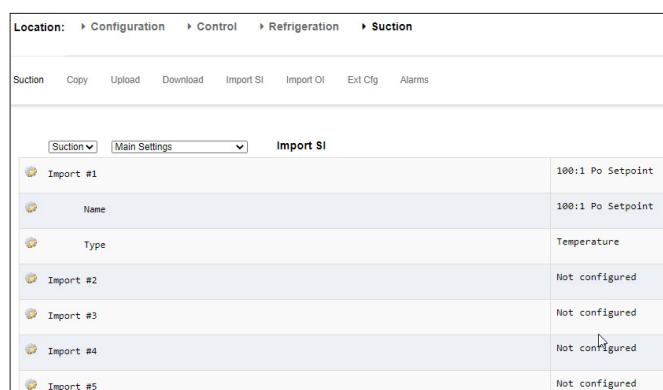 Location: Configuration Control Refrigeration Suction
Suction Copy Upload Download Import SI Import OI Ext Cfg Alarms
Suction Main Settings Import SI
Import #1 100:1 Po Setpoint
Name 100:1 Po Setpoint
Type Temperature
Import #2 Not configured
Import #3 Not configured
Import #4 Not configured
Import #5 Not configured